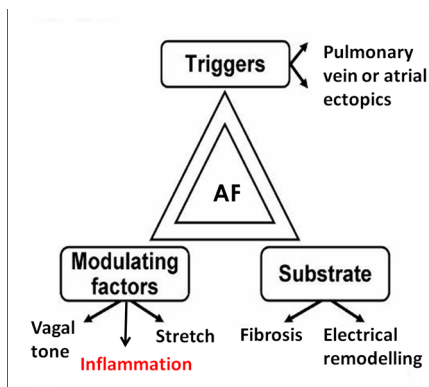 Triggers
Pulmonary
vein or atrial
ectopics
AF
Modulating
factors
Substrate
Vagal
tone
Inflammation
Stretch
Fibrosis
Electrical
remodelling